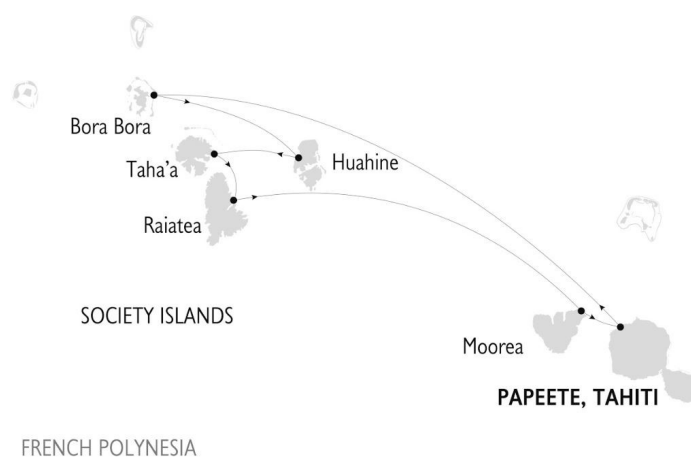 Bora Bora
Taha'a
Huahine
Raiatea
SOCIETY ISLANDS
Moorea
PAPEETE, TAHITI
FRENCH POLYNESIA